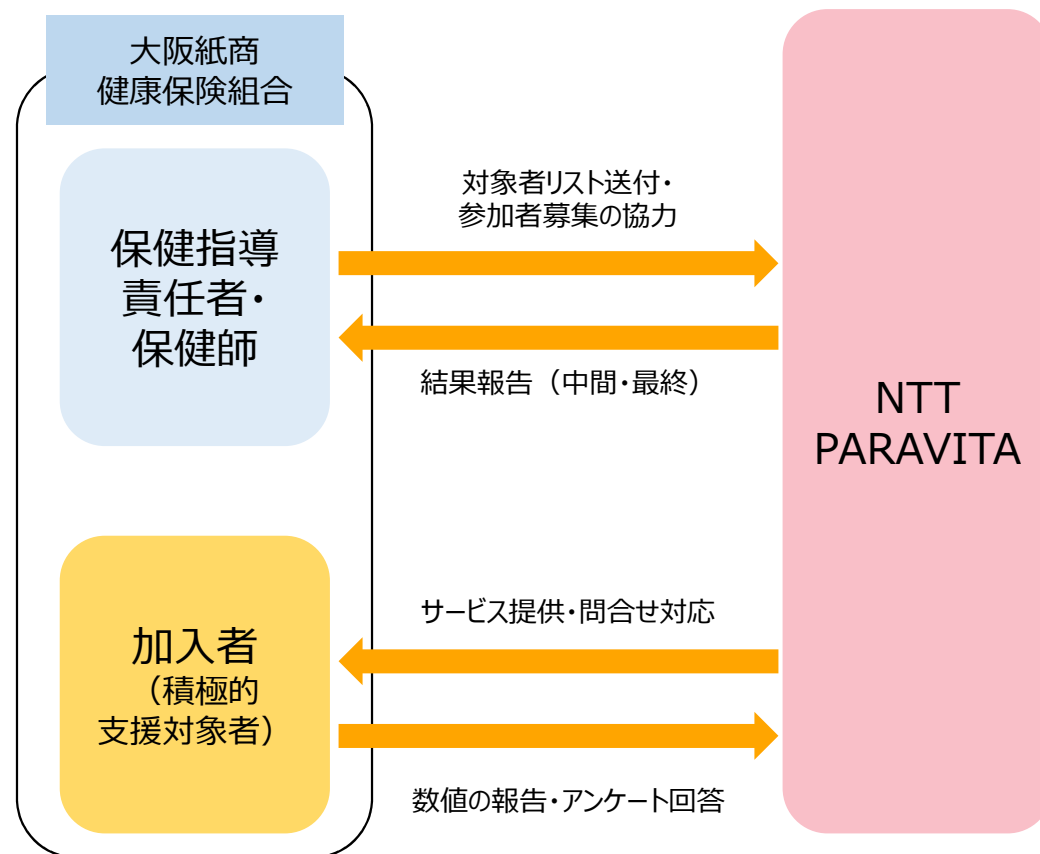 大阪紙商
健康保険組合
保健指導
責任者・
保健師
対象者リスト送付・
参加者募集の協力
結果報告（中間・最終）
NTT
PARAVITA
加入者
（積極的
支援対象者）
サービス提供・問合せ対応
数値の報告・アンケート回答